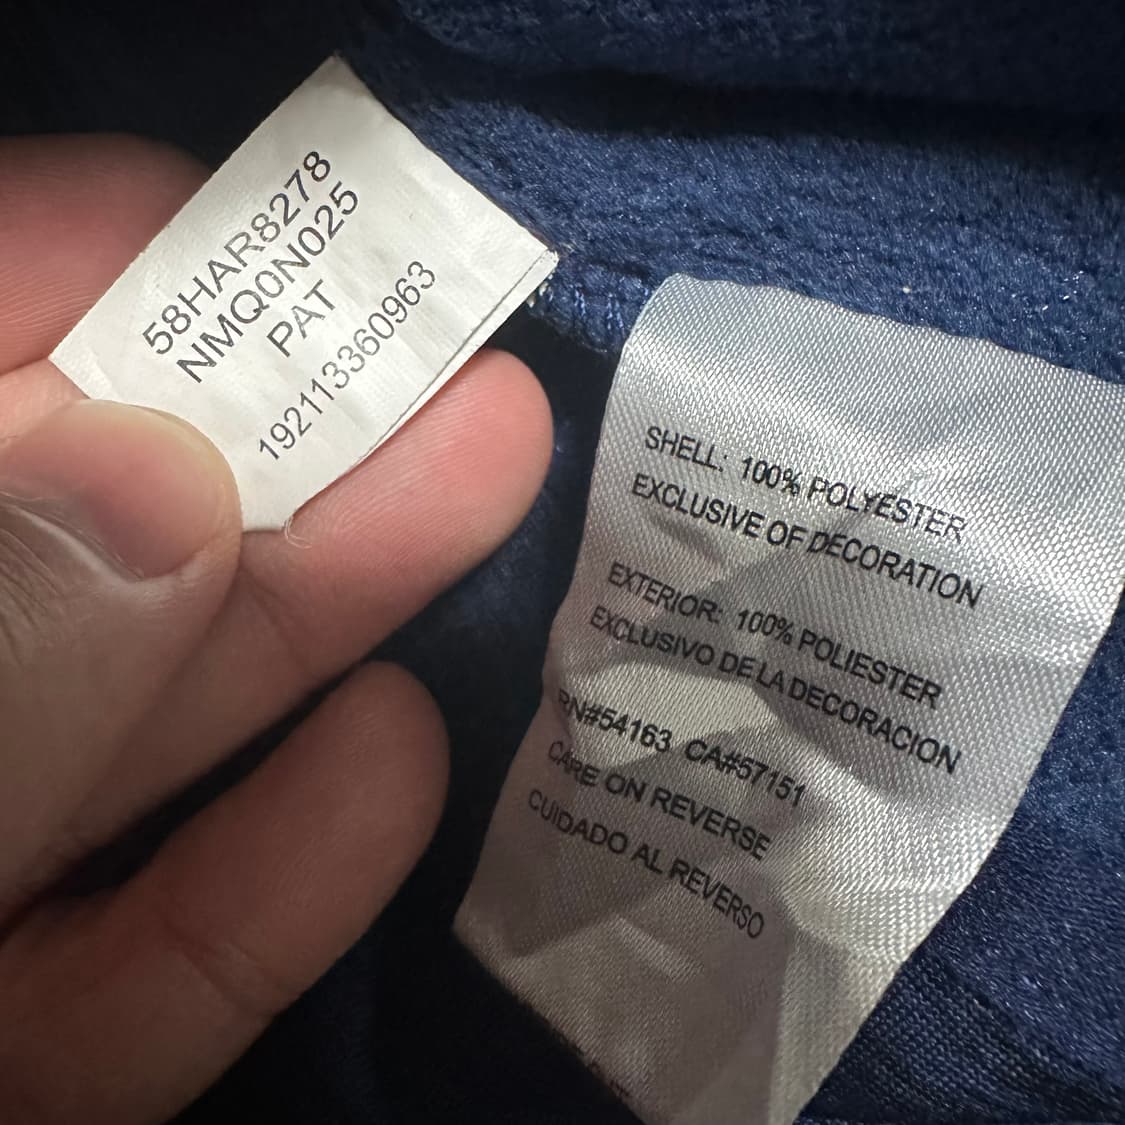 58HAR8278
NMQ0N025
PAT
192113360963
SHELL: 100% POLYESTER
EXCLUSIVE OF DECORATION
EXTERIOR: 100% POLIESTER
EXCLUSIVO DE LA DECORACION
RN#54163 CA#57151
CARE ON REVERSE
CUIDADO AL REVERSO